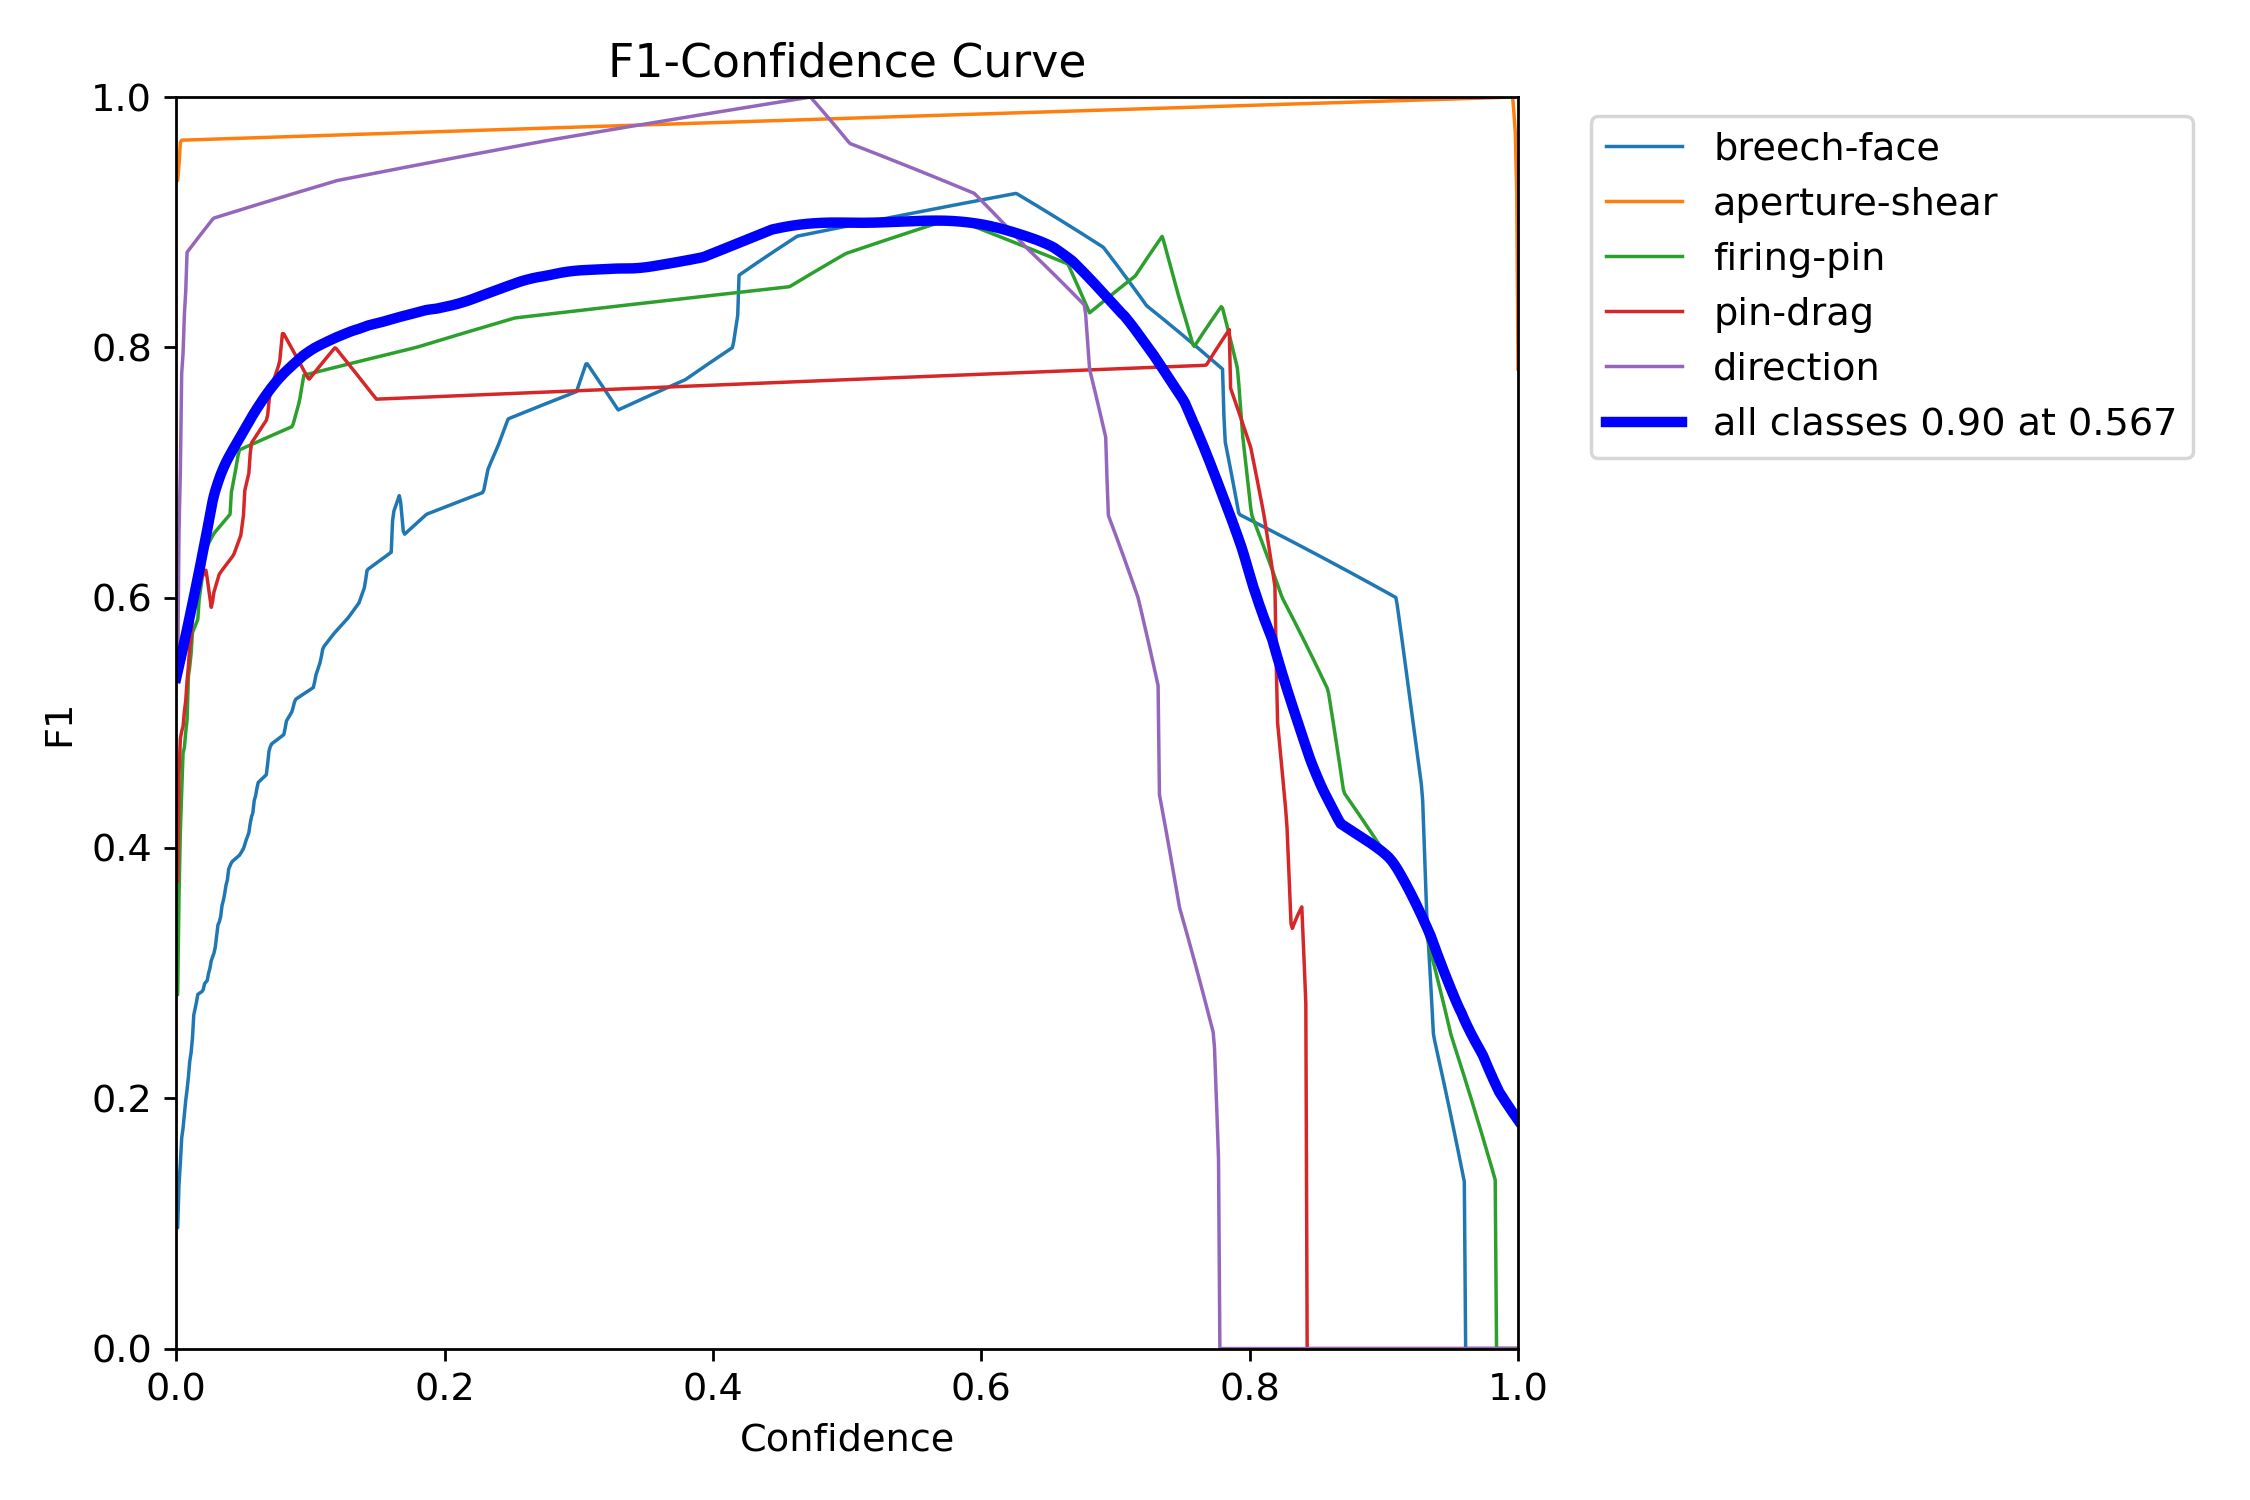 F1-Confidence Curve
1.0
0.8
0.6
0.4
0.2
0.0
F1
0.0 0.2 0.4 0.6 0.8 1.0
Confidence
breech-face
aperture-shear
firing-pin
pin-drag
direction
all classes 0.90 at 0.567